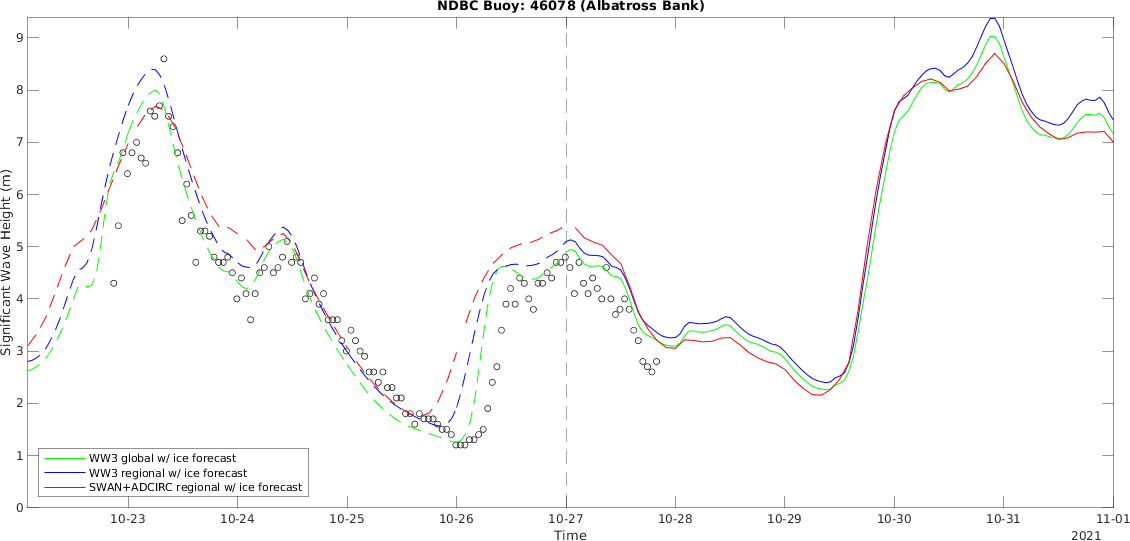 NDBC Buoy: 46078 (Albatross Bank)
Significant Wave Height (m)
9
8
7
6
5
4
3
2
1
0
WW3 global w/ ice forecast
WW3 regional w/ ice forecast
SWAN+ADCIRC regional w/ ice forecast
10-23 10-24 10-25 10-26 10-27 10-28 10-29 10-30 10-31 11-01
Time
2021